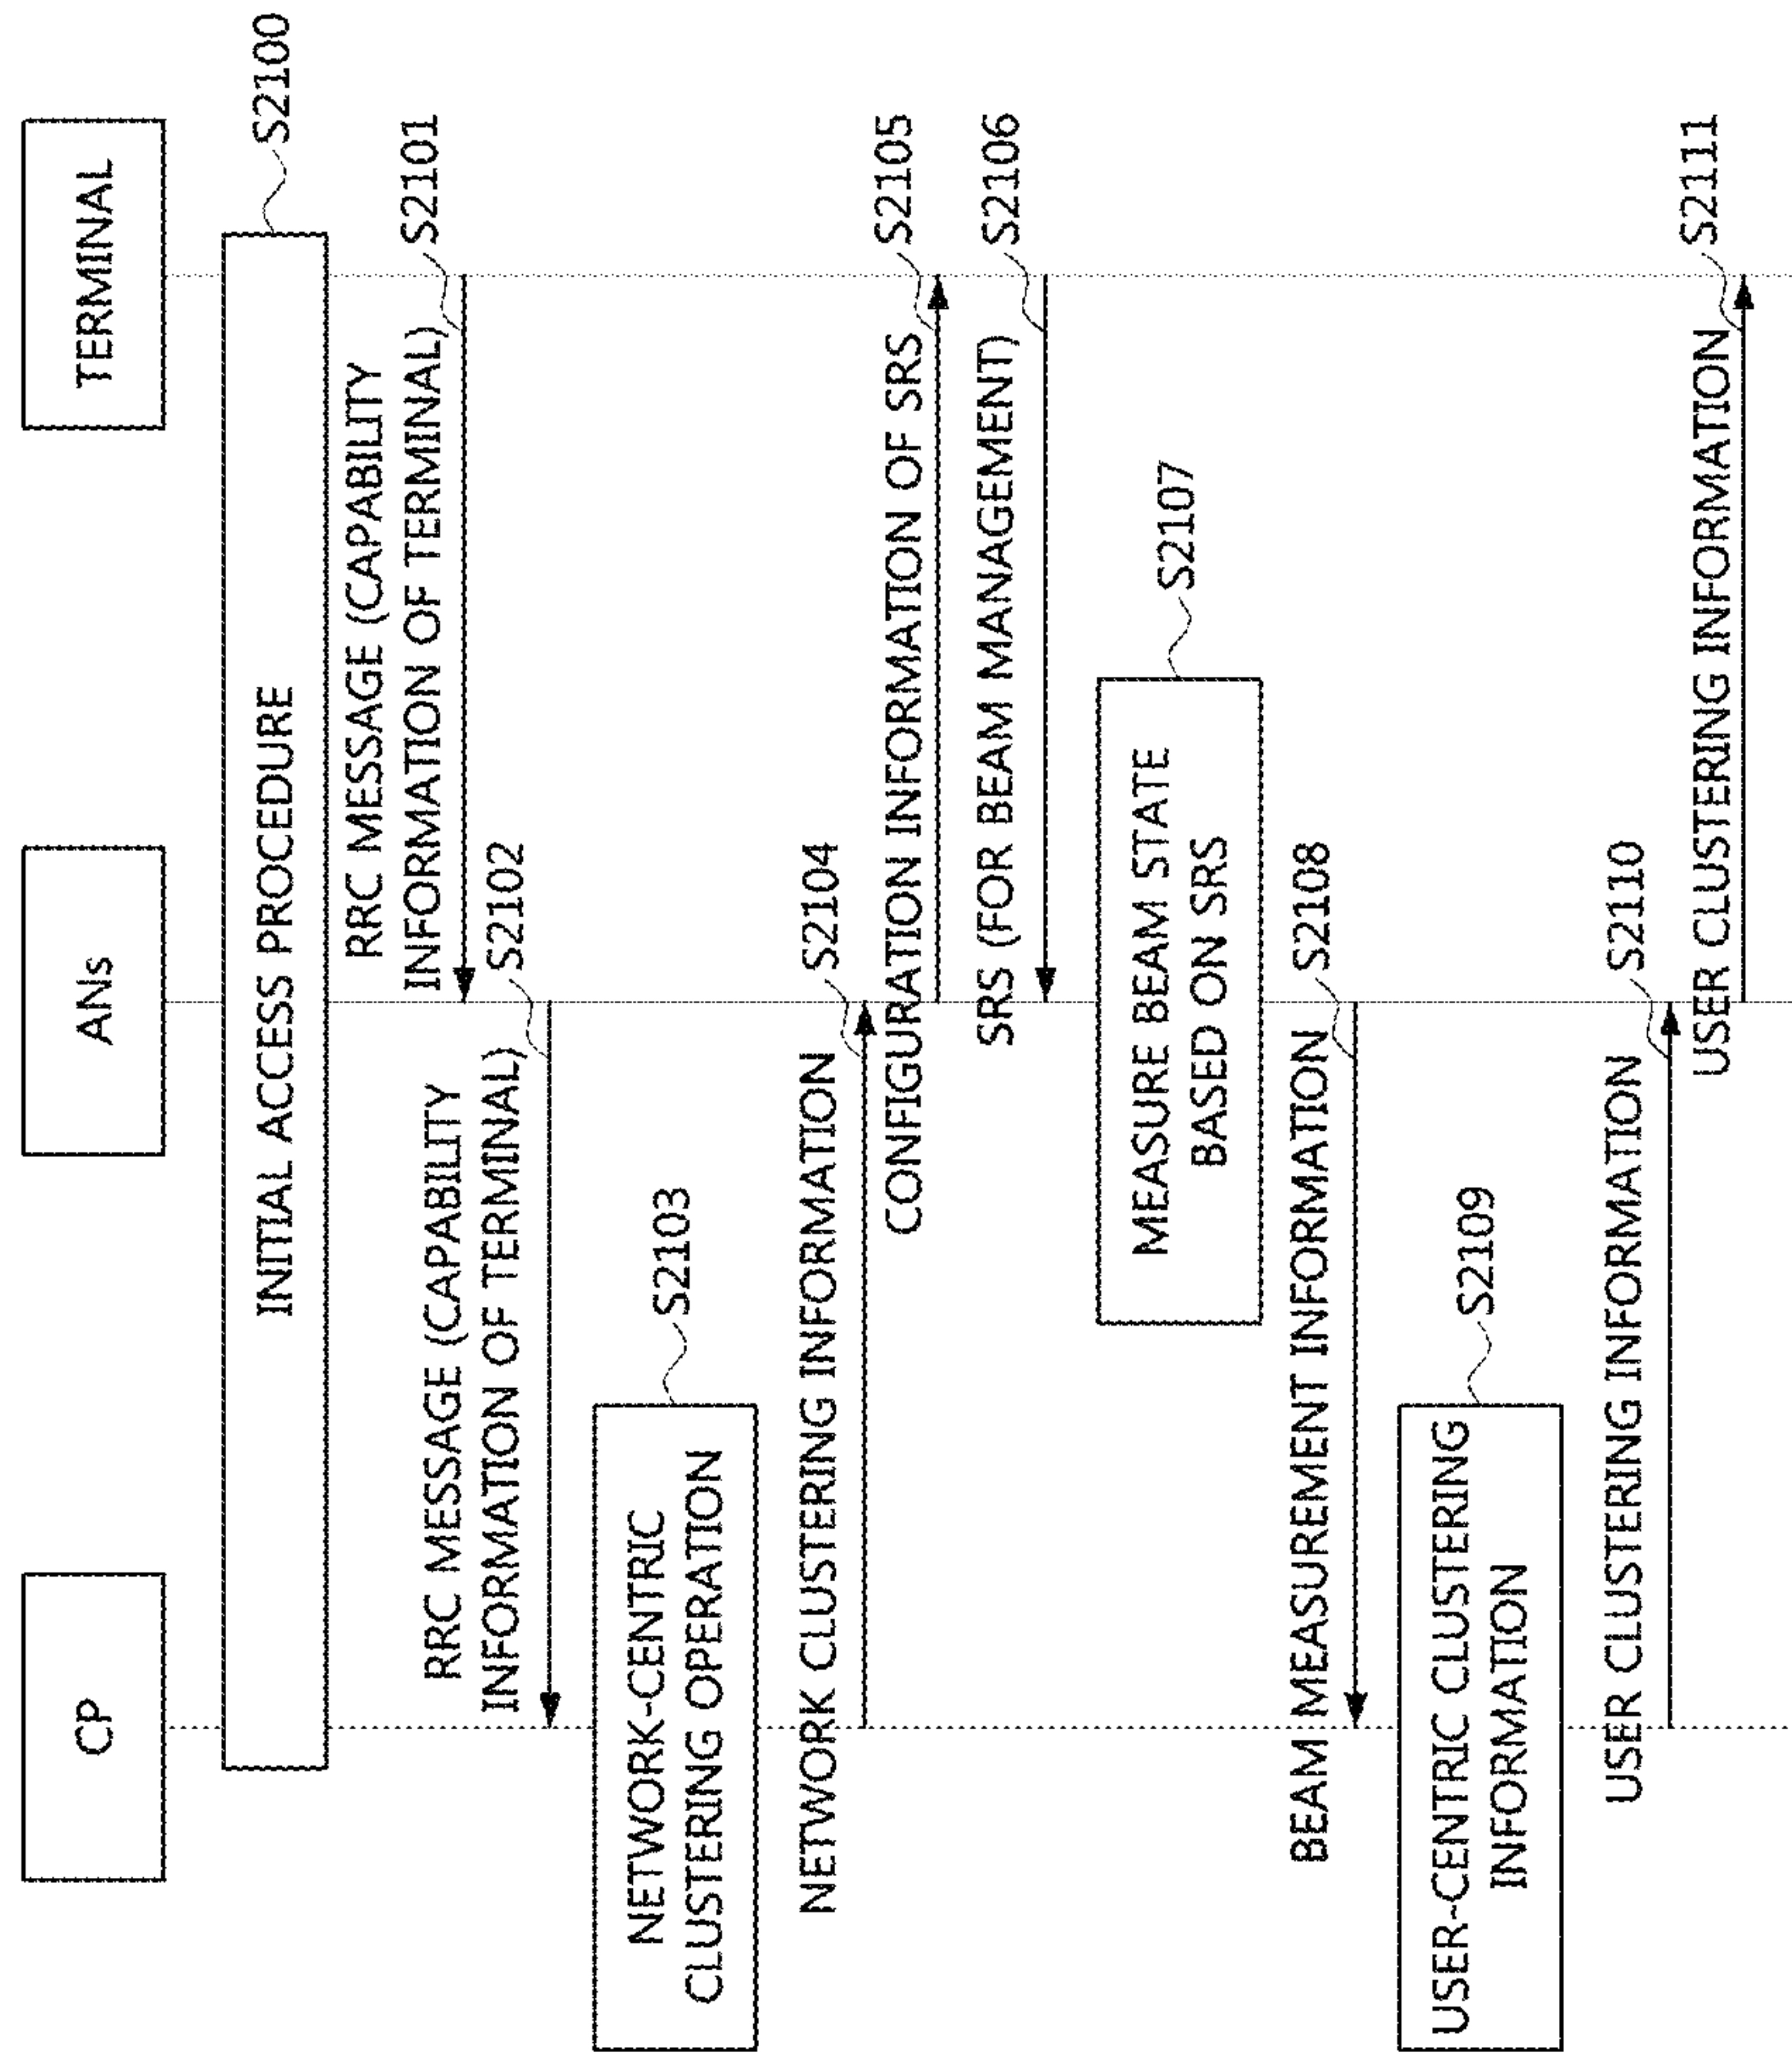 CP
ANs
TERMINAL
INITIAL ACCESS PROCEDURE
S2100
RRC MESSAGE (CAPABILITY
INFORMATION OF TERMINAL)
S2101
RRC MESSAGE (CAPABILITY
INFORMATION OF TERMINAL)
S2102
NETWORK-CENTRIC
CLUSTERING OPERATION
S2103
NETWORK CLUSTERING INFORMATION
S2104
CONFIGURATION INFORMATION OF SRS
S2105
SRS (FOR BEAM MANAGEMENT)
S2106
MEASURE BEAM STATE
BASED ON SRS
S2107
BEAM MEASUREMENT INFORMATION
S2108
USER-CENTRIC CLUSTERING
INFORMATION
S2109
USER CLUSTERING INFORMATION
S2110
USER CLUSTERING INFORMATION
S2111